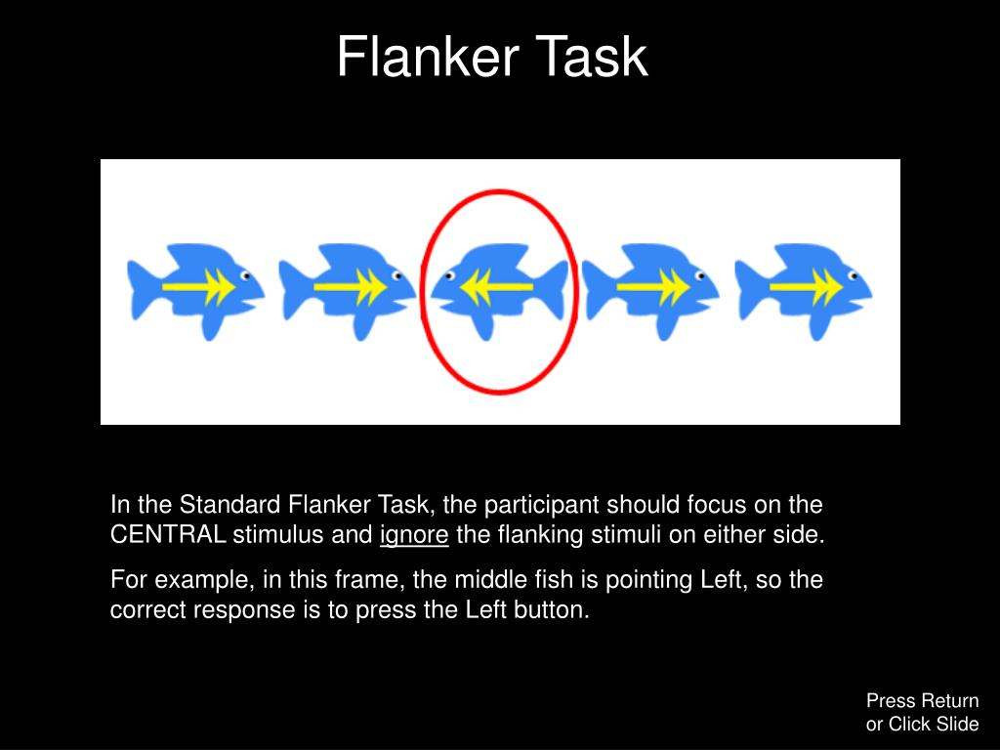 Flanker Task
In the Standard Flanker Task, the participant should focus on the
CENTRAL stimulus and ignore the flanking stimuli on either side.
For example, in this frame, the middle fish is pointing Left, so the
correct response is to press the Left button.
Press Return
or Click Slide